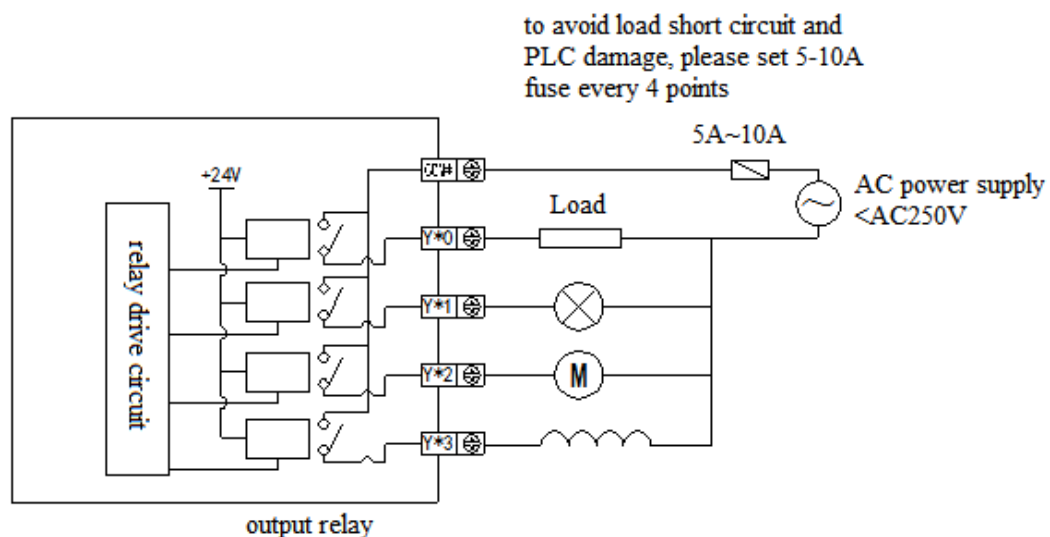 to avoid load short circuit and
PLC damage, please set 5-10A
fuse every 4 points
5A~10A
+24V
AC power supply
<AC250V
Load
Y*0
relay drive circuit
Y*1
M
Y*2
Y*3
output relay